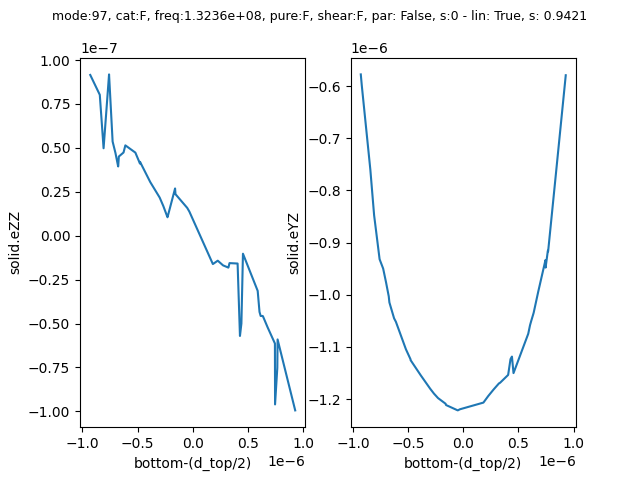 mode:97, cat:F, freq:1.3236e+08, pure:F, shear:F, par: False, s:0 - lin: True, s: 0.9421
1e−7
1.00
0.75
0.50
0.25
0.00
−0.25
−0.50
−0.75
−1.00
solid.eZZ
−1.0
−0.5
0.0
0.5
1.0
1e−6
bottom-(d_top/2)
1e−6
−0.6
−0.7
−0.8
−0.9
−1.0
−1.1
−1.2
solid.eYZ
−1.0
−0.5
0.0
0.5
1.0
1e−6
bottom-(d_top/2)